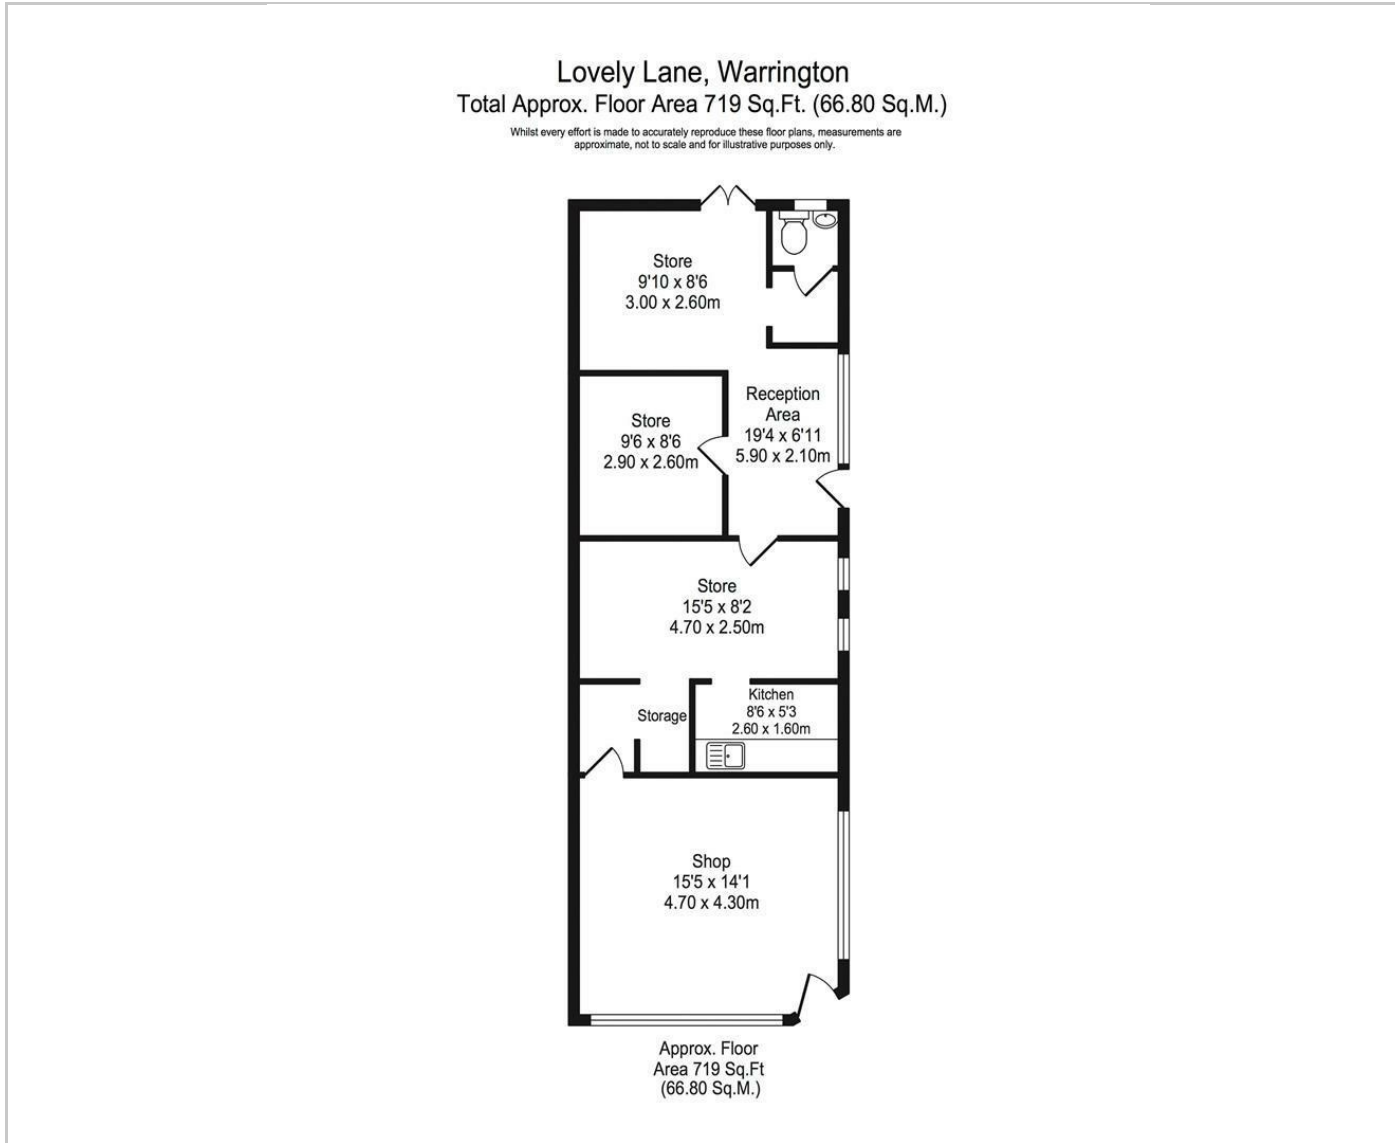 Lovely Lane, Warrington
Total Approx. Floor Area 719 Sq.Ft. (66.80 Sq.M.)
Whilst every effort is made to accurately reproduce these floor plans, measurements are
approximate, not to scale and for illustrative purposes only.
Store
9'10 x 8'6
3.00 x 2.60m
Reception
Area
19'4 x 6'11
5.90 x 2.10m
Store
9'6 x 8'6
2.90 x 2.60m
Store
15'5 x 8'2
4.70 x 2.50m
Storage
Kitchen
8'6 x 5'3
2.60 x 1.60m
Shop
15'5 x 14'1
4.70 x 4.30m
Approx. Floor
Area 719 Sq.Ft
(66.80 Sq.M.)